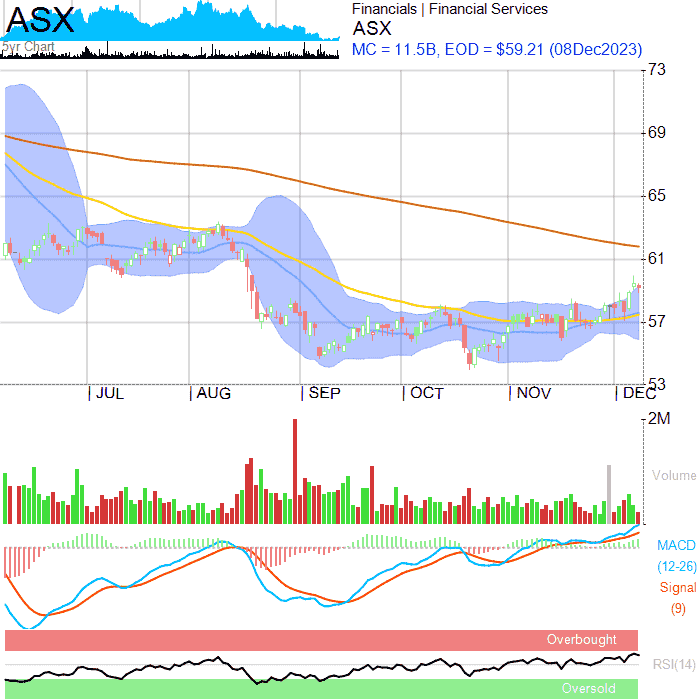 ASX
5yr Chart
Financials | Financial Services
ASX
MC = 11.5B, EOD = $59.21 (08Dec2023)
73
69
65
61
57
53
| JUL | AUG | SEP | OCT | NOV | DEC
2M
Volume
MACD
(12-26)
Signal
(9)
Overbought
RSI(14)
Oversold